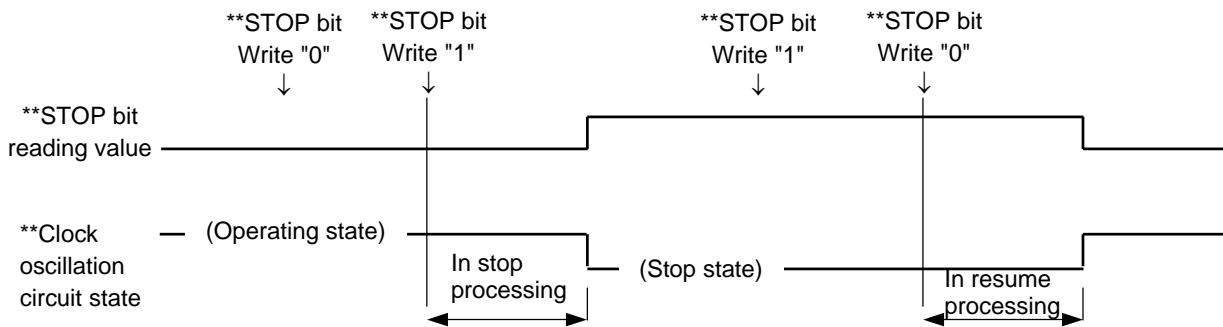 **STOP bit
Write "0"
↓
**STOP bit
Write "1"
↓
**STOP bit
Write "1"
↓
**STOP bit
Write "0"
↓
**STOP bit
reading value
**Clock
oscillation
circuit state
(Operating state)
In stop
processing
(Stop state)
In resume
processing